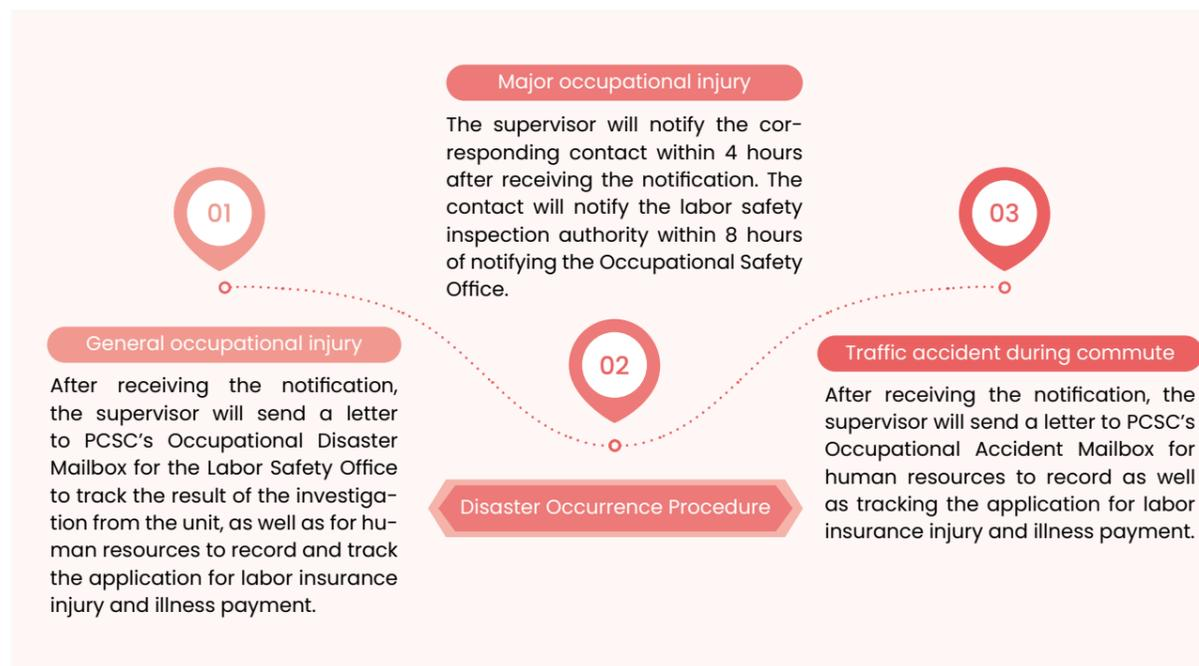 01
General occupational injury
After receiving the notification,
the supervisor will send a letter
to PCSC's Occupational Disaster
Mailbox for the Labor Safety Office
to track the result of the investiga-
tion from the unit, as well as for hu-
man resources to record and track
the application for labor insurance
injury and illness payment.
Major occupational injury
The supervisor will notify the cor-
responding contact within 4 hours
after receiving the notification. The
contact will notify the labor safety
inspection authority within 8 hours
of notifying the Occupational Safety
Office.
02
Disaster Occurrence Procedure
03
Traffic accident during commute
After receiving the notification, the
supervisor will send a letter to PCSC's
Occupational Accident Mailbox for
human resources to record as well
as tracking the application for labor
insurance injury and illness payment.